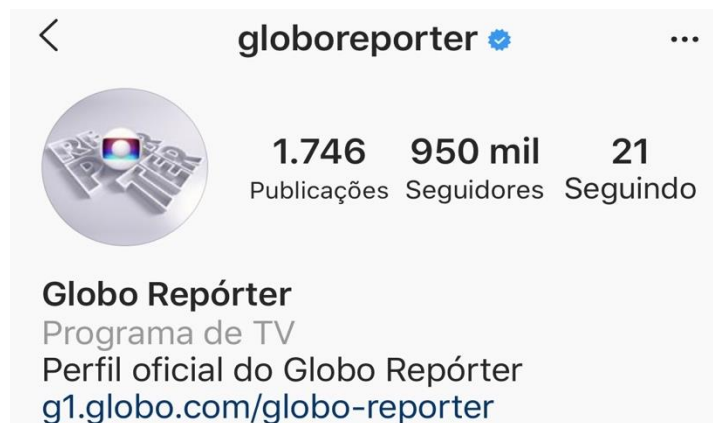 globoreporter
REPÓRTER
1.746 950 mil 21
Publicações Seguidores Seguindo
Globo Repórter
Programa de TV
Perfil oficial do Globo Repórter
g1.globo.com/globo-reporter